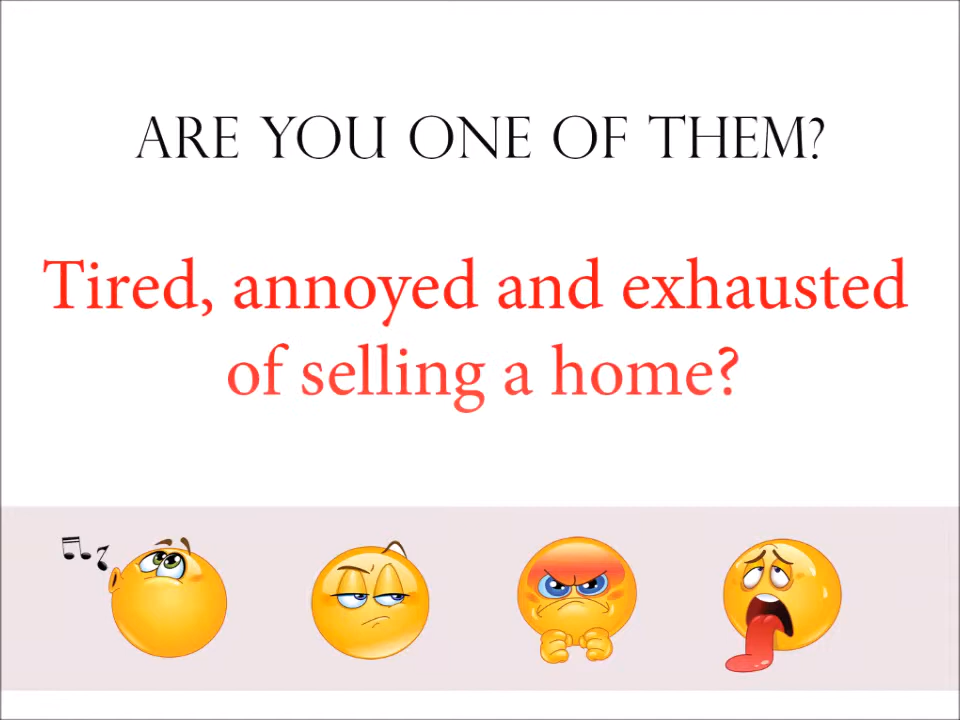 ARE YOU ONE OF THEM?
Tired, annoyed and exhausted
of selling a home?